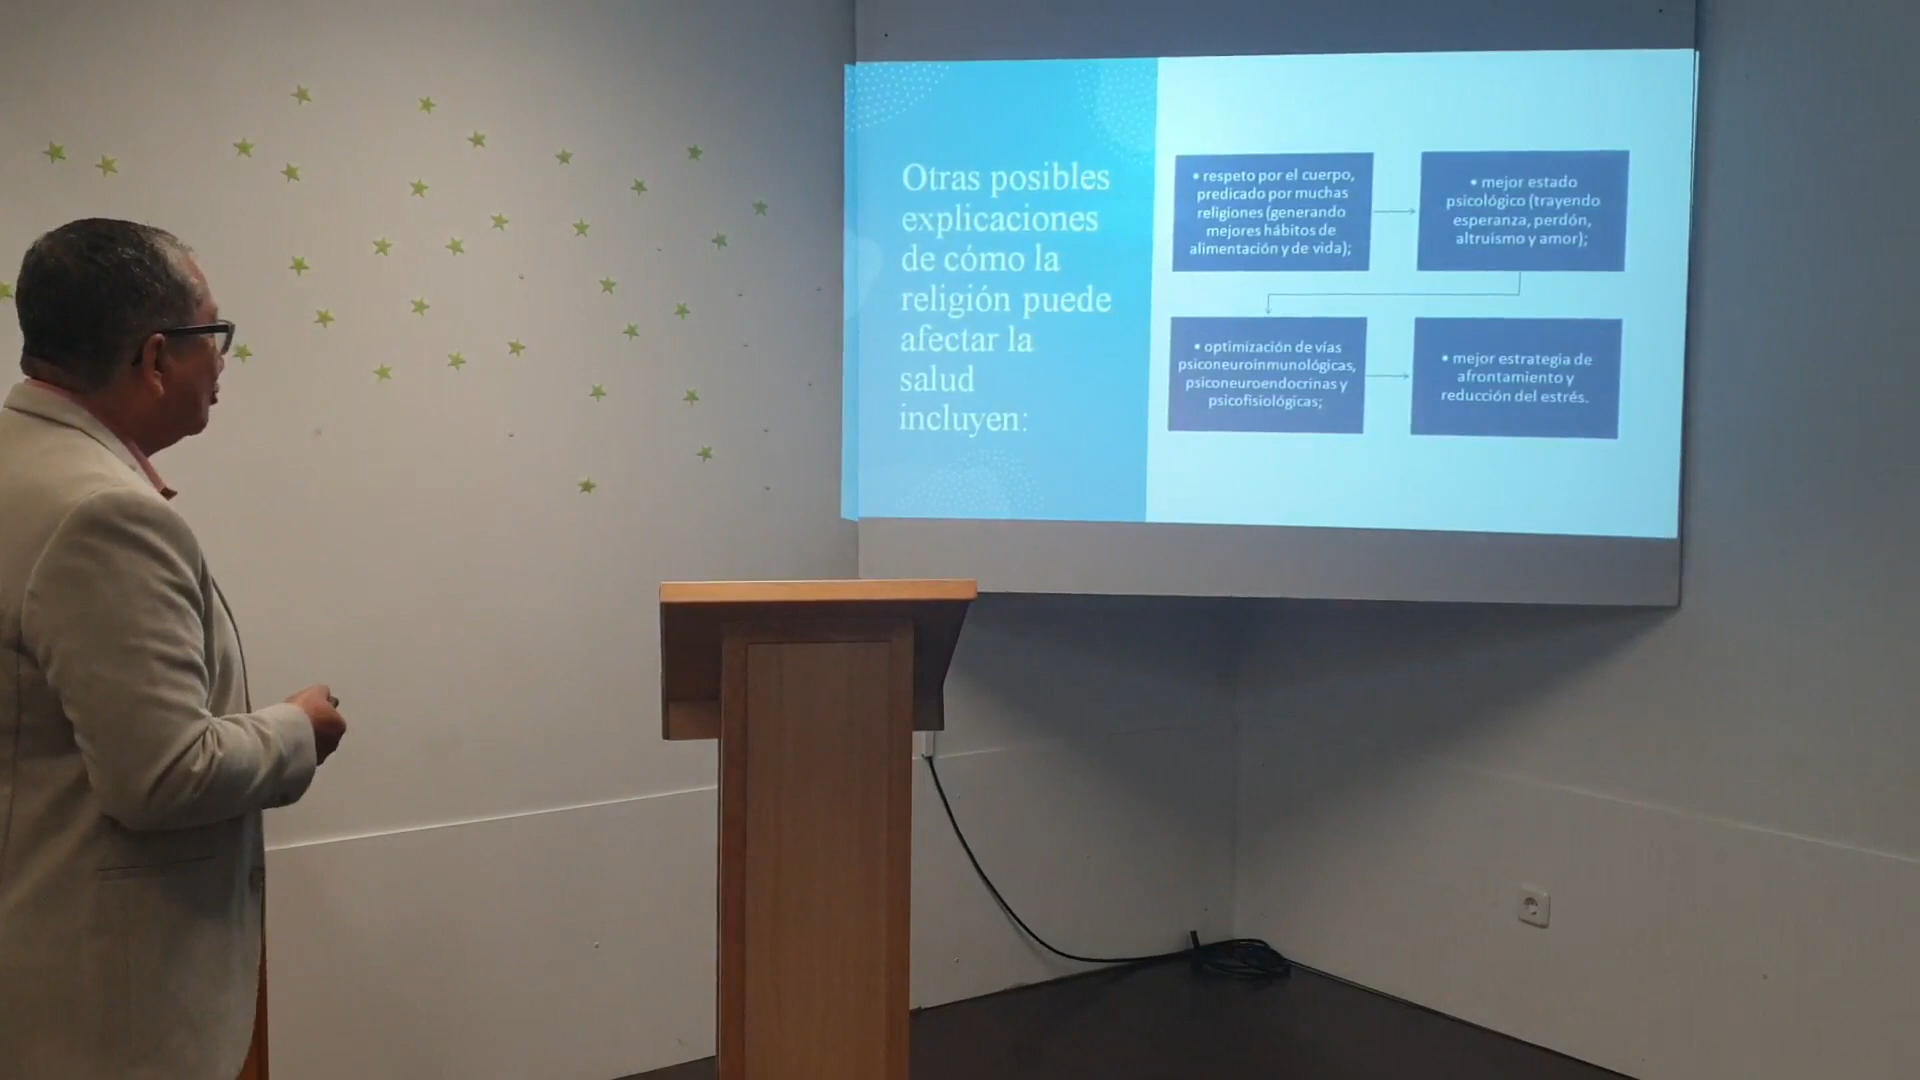 Otras posibles
explicaciones
de cómo la
religión puede
afectar la
salud
incluyen:
• respeto por el cuerpo,
predicado por muchas
religiones (generando
mejores hábitos de
alimentación y de vida);
• mejor estado
psicológico (trayendo
esperanza, perdón,
altruismo y amor);
• optimización de vías
psiconeuroinmunológicas,
psiconeuroendocrinas y
psicofisiológicas;
• mejor estrategia de
afrontamiento y
reducción del estrés.